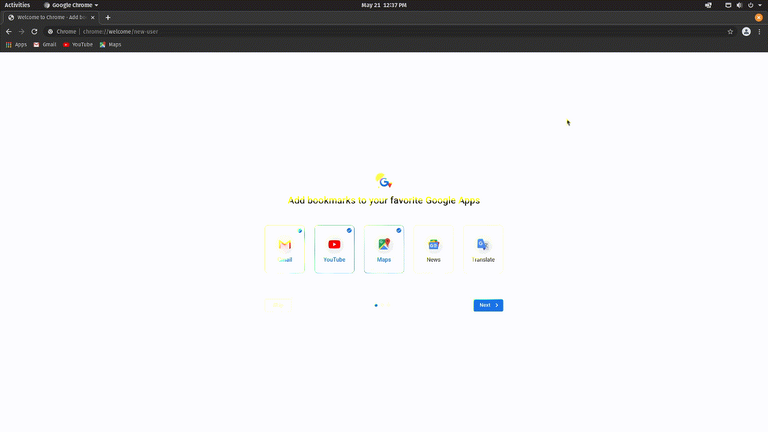 Activities
Google Chrome
May 21 12:37 PM
Welcome to Chrome - Add Bo
Chrome
chrome://welcome/new-user
Apps
Gmail
YouTube
Maps
Add bookmarks to your favorite Google Apps
YouTube
Maps
News
Translate
Next